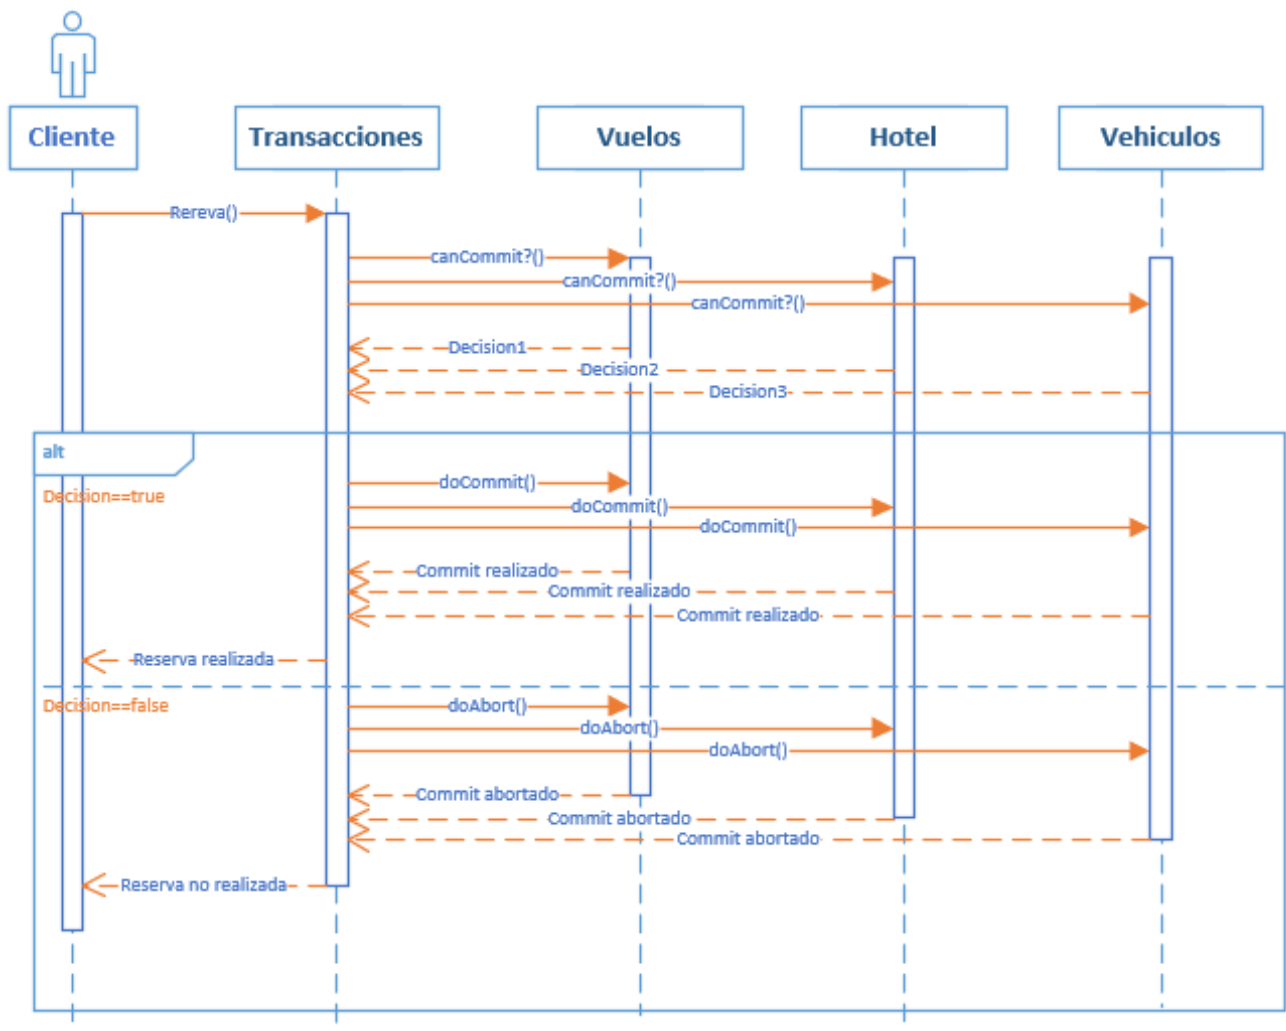 Cliente
Transacciones
Vuelos
Hotel
Vehiculos
Rereva()
canCommit?()
canCommit?()
canCommit?()
Decision1
Decision2
Decision3
alt
Decision==true
doCommit()
doCommit()
doCommit()
Commit realizado
Commit realizado
Commit realizado
Reserva realizada
Decision==false
doAbort()
doAbort()
doAbort()
Commit abortado
Commit abortado
Commit abortado
Reserva no realizada